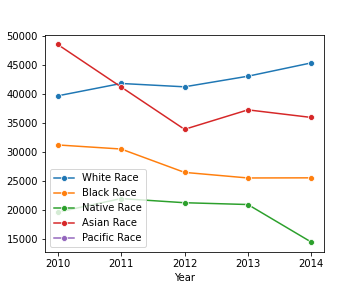 50000
45000
40000
35000
30000
25000
20000
15000
White Race
Black Race
Native Race
Asian Race
Pacific Race
2010 2011 2012 2013 2014
Year